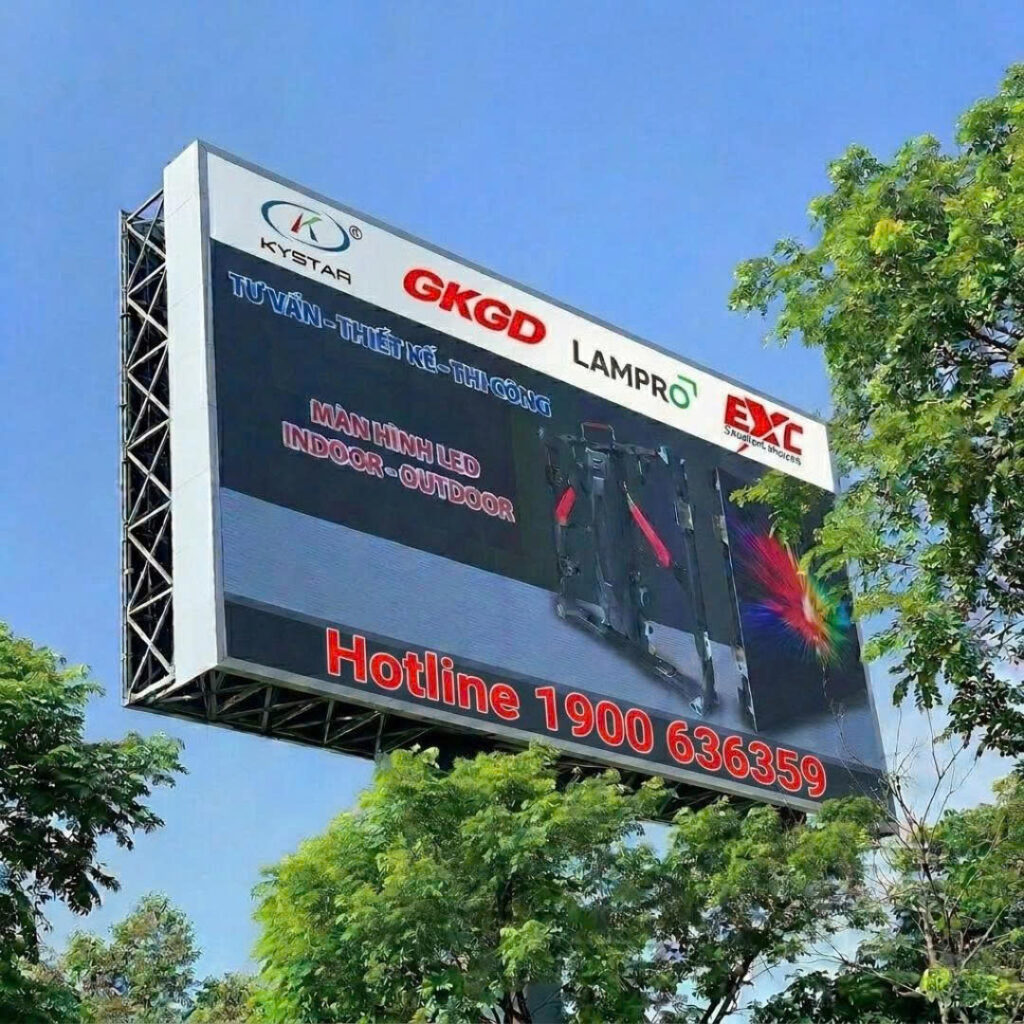 K ®
KYSTAR
GKGD
LAMPRO
EXC
TƯ VẤN - THIẾT KẾ - THI CÔNG
MÀN HÌNH LED
INDOOR - OUTDOOR
Hotline 1900 636359